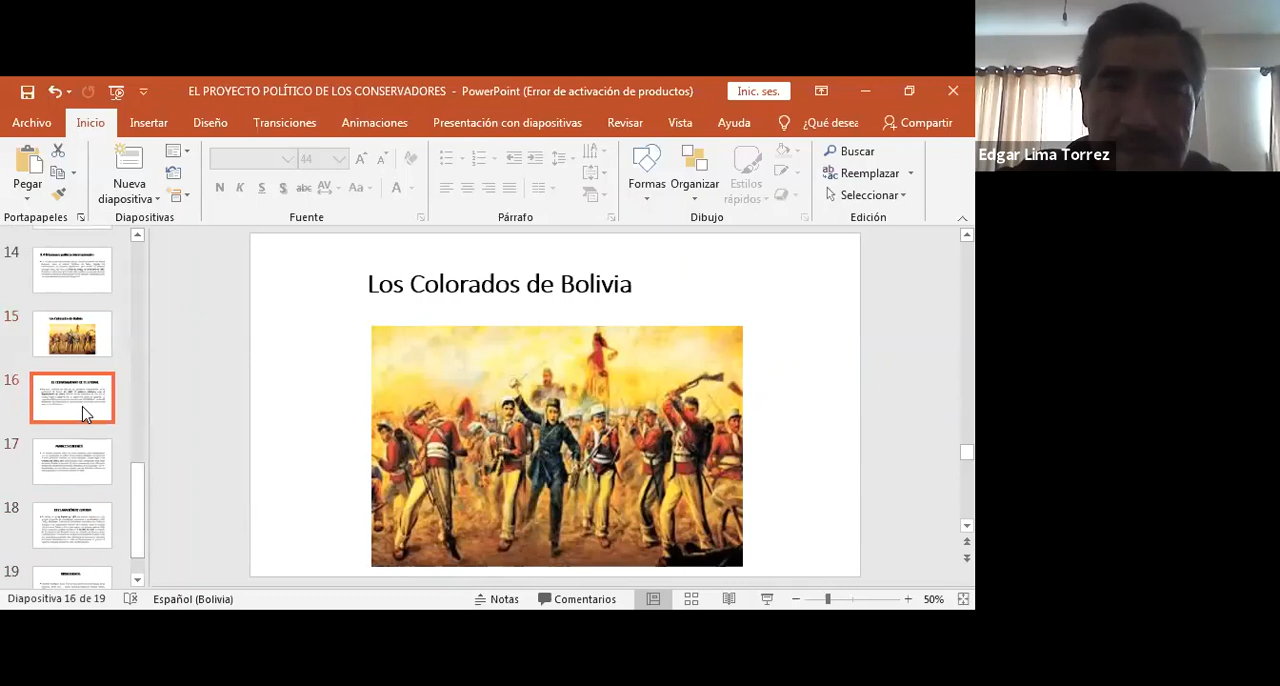 EL PROYECTO POLÍTICO DE LOS CONSERVADORES - PowerPoint (Error de activación de productos)
Inic. ses.
Archivo Inicio Insertar Diseño Transiciones Animaciones Presentación con diapositivas Revisar Vista Ayuda ¿Qué desea Compartir
Pegar
Nueva
diapositiva
44
N K S S abc AV Aa A
Formas Organizar Estilos
rápidos
Buscar
Reemplazar
Seleccionar
Portapapeles Diapositivas Fuente Párrafo Dibujo Edición
14
15
16
17
18
19
Los Colorados de Bolivia
Diapositiva 16 de 19 Español (Bolivia) Notas Comentarios 50%
Edgar Lima Torrez